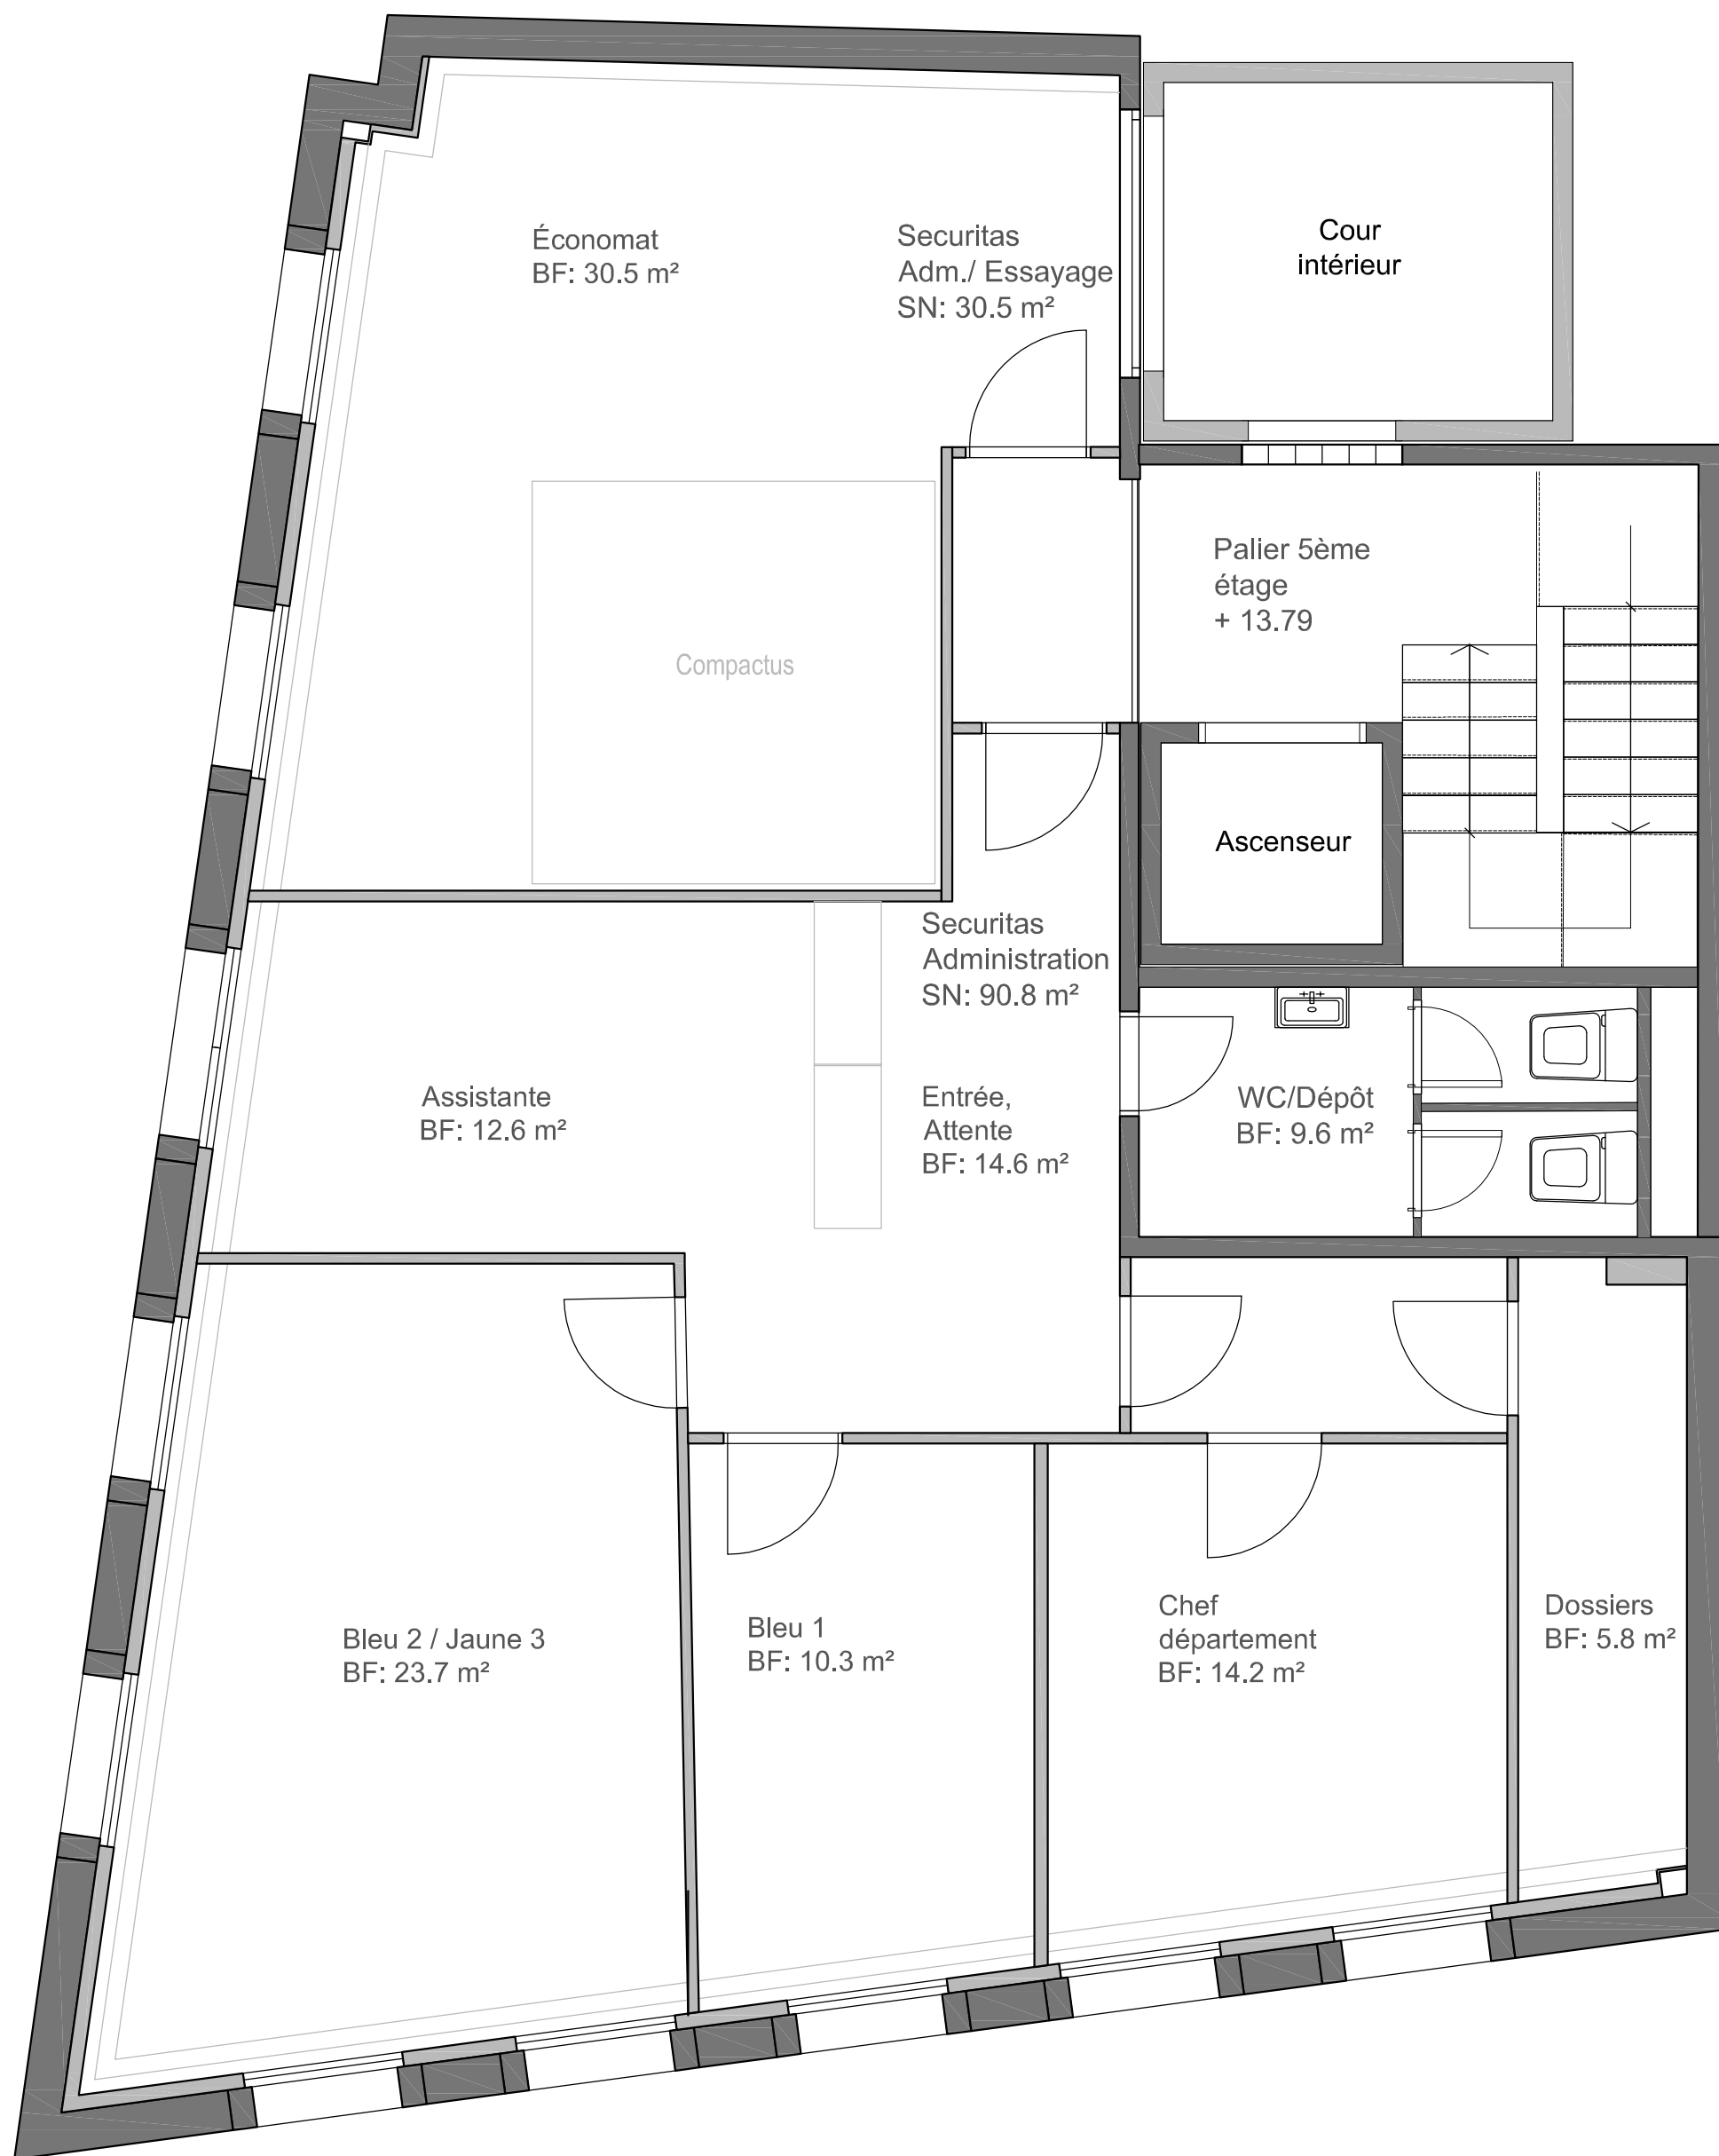 Économat
BF: 30.5 m²
Securitas
Adm./ Essayage
SN: 30.5 m²
Cour
intérieur
Palier 5ème
étage
+ 13.79
Compactus
Ascenseur
Securitas
Administration
SN: 90.8 m²
Assistante
BF: 12.6 m²
Entrée,
Attente
BF: 14.6 m²
WC/Dépôt
BF: 9.6 m²
Bleu 2 / Jaune 3
BF: 23.7 m²
Bleu 1
BF: 10.3 m²
Chef
département
BF: 14.2 m²
Dossiers
BF: 5.8 m²